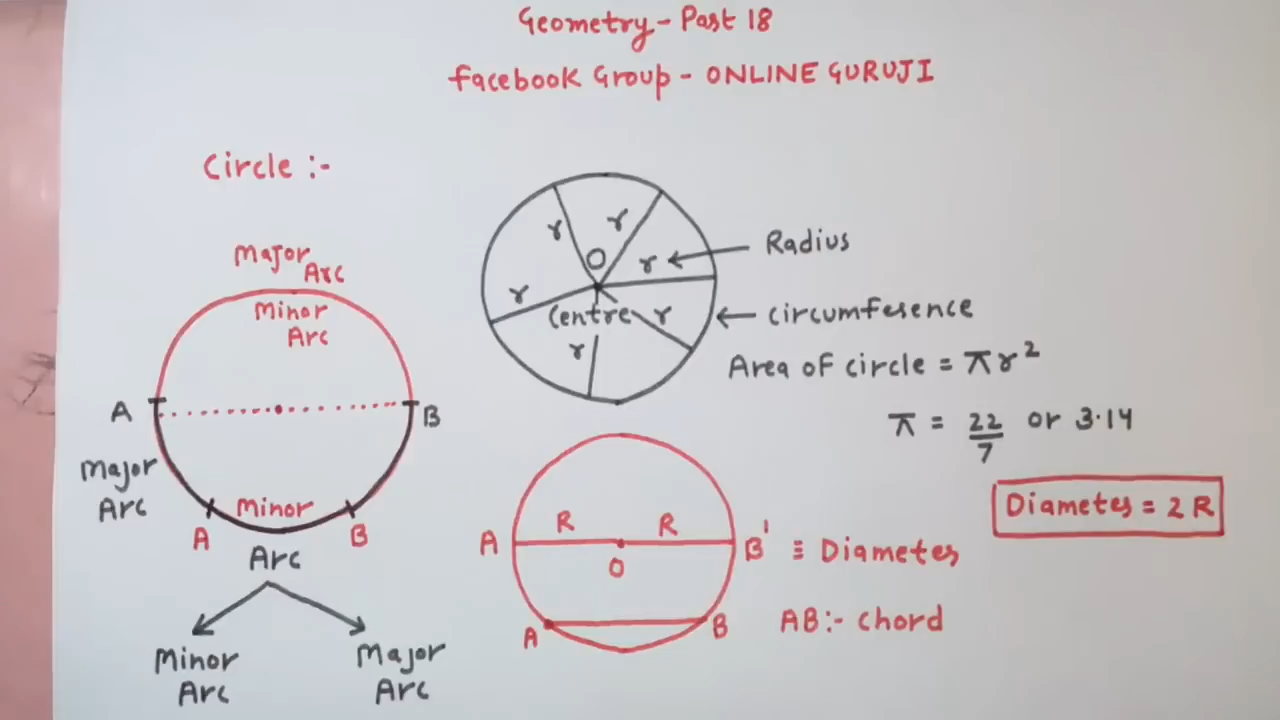 Geometry - Part 18
Facebook Group - ONLINE GURUJI
Circle :-
Major
Arc
Minor
Arc
A
B
Major
Arc
Minor
A
B
Arc
Minor
Arc
Major
Arc
r
r
O
r
r
Centre
r
r
Radius
circumference
Area of circle = πr²
π = 22/7 or 3.14
Diameter = 2R
A
R
R
B'
O
≡ Diameter
A
B
AB:- chord